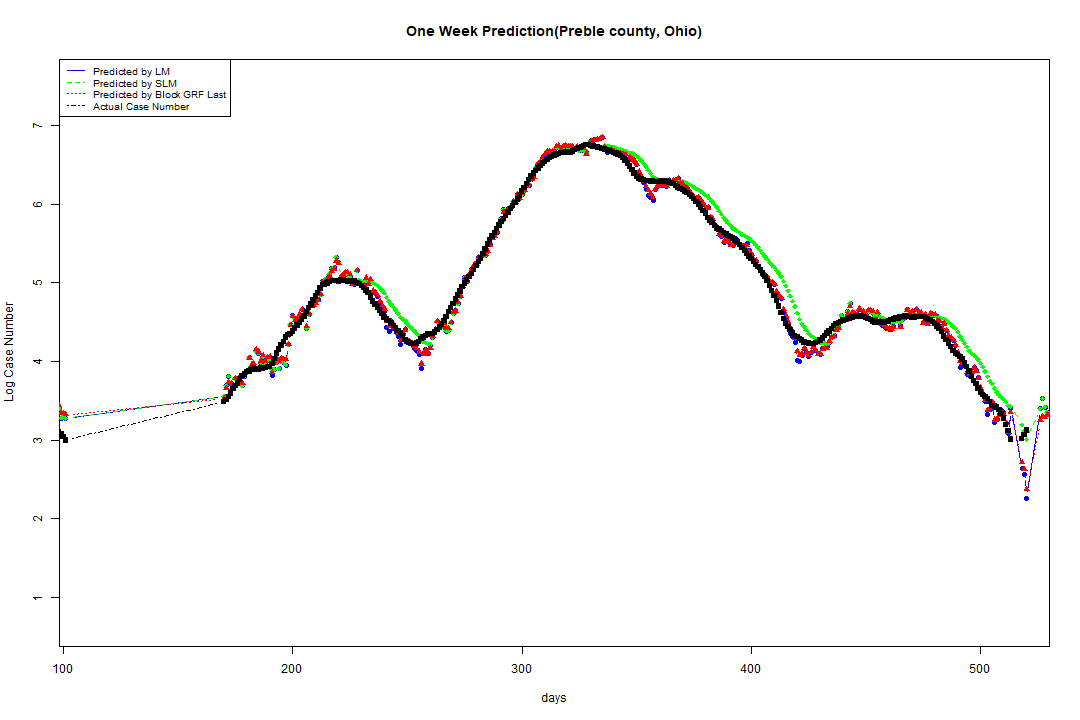 One Week Prediction(Preble county, Ohio)
Predicted by LM
Predicted by SLM
Predicted by Block GRF Last
Actual Case Number
Log Case Number
7
6
5
4
3
2
1
100 200 300 400 500
days